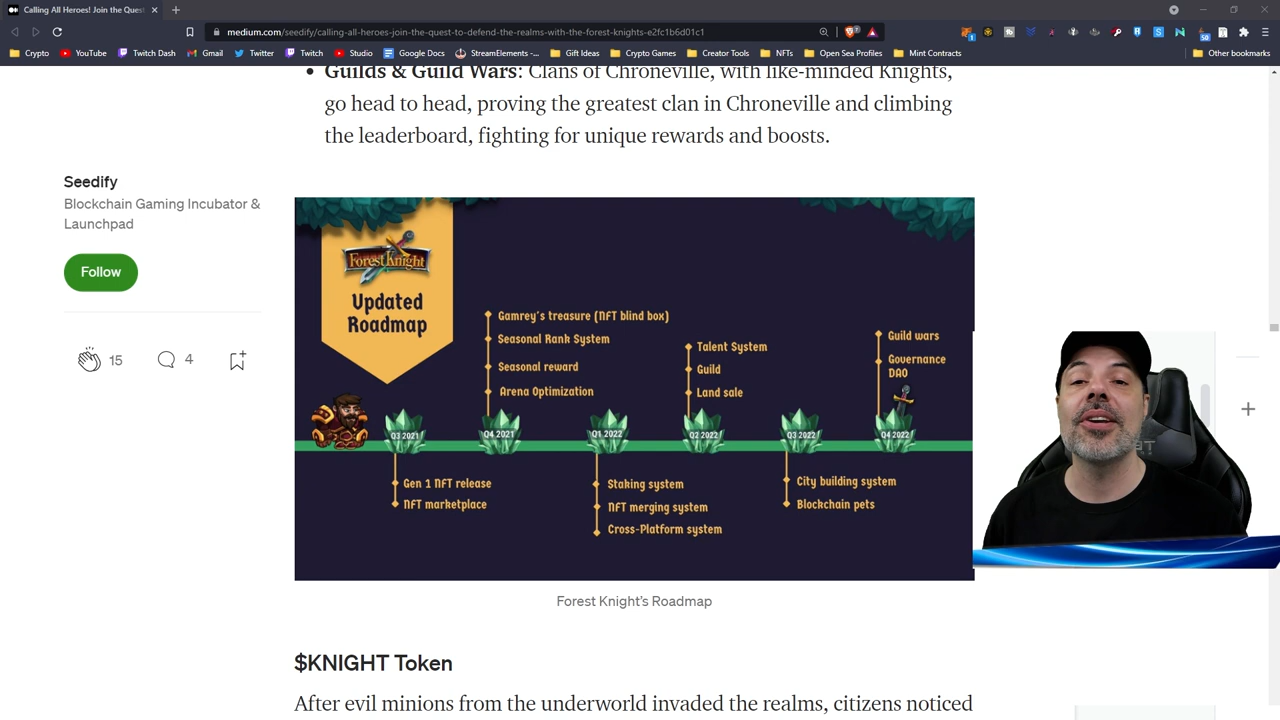 Calling All Heroes! Join the Quest
medium.com/seedify/calling-all-heroes-join-the-quest-to-defend-the-realms-with-the-forest-knights-e2fc1b6d01c1
Crypto
YouTube
Twitch Dash
Gmail
Twitter
Twitch
Studio
Google Docs
StreamElements -...
Gift Ideas
Crypto Games
Creator Tools
NFTs
Open Sea Profiles
Mint Contracts
Other bookmarks
• Guilds & Guild Wars: Clans of Chroneville, with like-minded Knights,
go head to head, proving the greatest clan in Chroneville and climbing
the leaderboard, fighting for unique rewards and boosts.
Seedify
Blockchain Gaming Incubator &
Launchpad
Follow
15
4
ForestKnight
Updated
Roadmap
Gamrey's treasure (NFT blind box)
Seasonal Rank System
Seasonal reward
Arena Optimization
Talent System
Guild
Land sale
Guild wars
Governance
DAO
Q3 2021
Q4 2021
Q1 2022
Q2 2022
Q3 2022
Q4 2022
Gen 1 NFT release
NFT marketplace
Staking system
NFT merging system
Cross-Platform system
City building system
Blockchain pets
Forest Knight's Roadmap
$KNIGHT Token
After evil minions from the underworld invaded the realms, citizens noticed